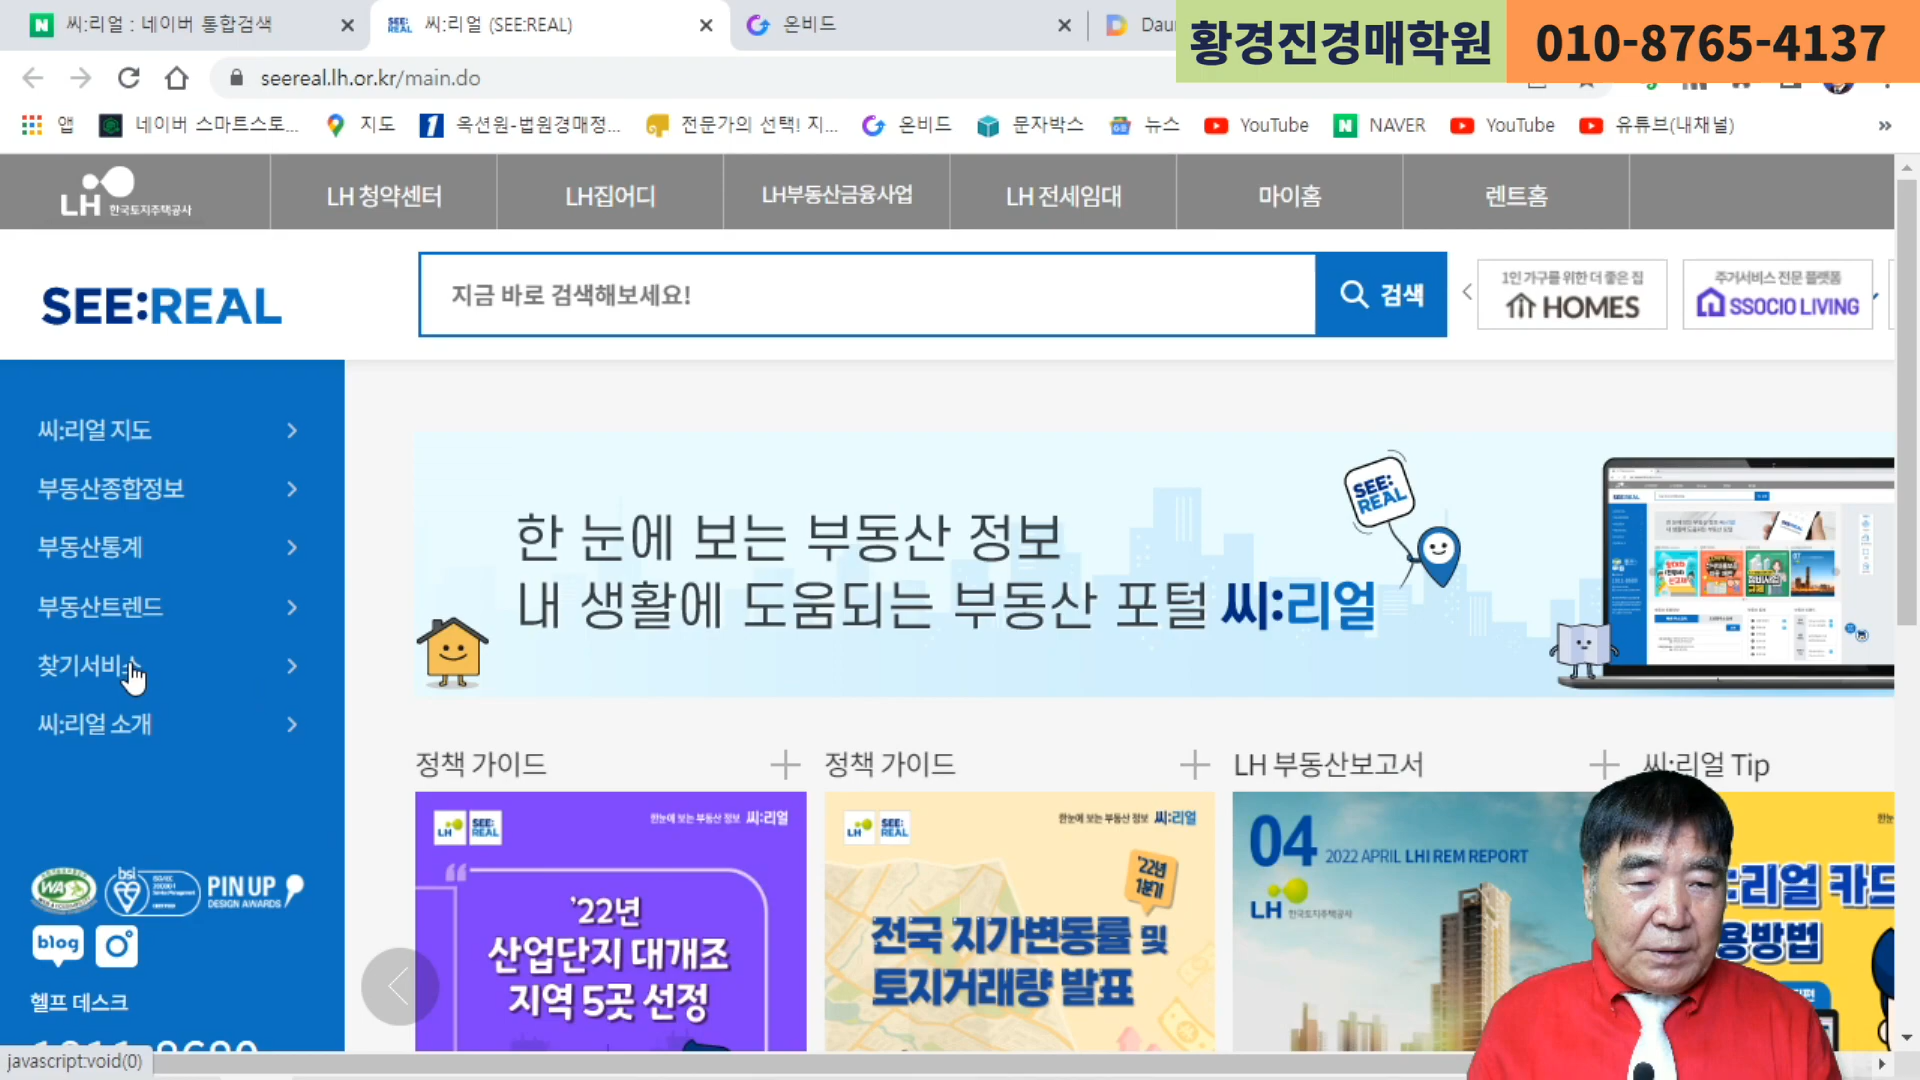 씨:리얼 : 네이버 통합검색
씨:리얼 (SEE:REAL)
온비드
황경진경매학원
010-8765-4137
seereal.lh.or.kr/main.do
앱
네이버 스마트스토...
지도
옥션원-법원경매정...
전문가의 선택! 지...
온비드
문자박스
뉴스
YouTube
NAVER
YouTube
유튜브(내채널)
LH 한국토지주택공사
LH 청약센터
LH집어디
LH부동산금융사업
LH 전세임대
마이홈
렌트홈
SEE:REAL
지금 바로 검색해보세요!
검색
1인 가구를 위한 더 좋은 집
HOMES
주거서비스 전문 플랫폼
SSOCIO LIVING
씨:리얼 지도
부동산종합정보
부동산통계
부동산트렌드
찾기서비스
씨:리얼 소개
한 눈에 보는 부동산 정보
내 생활에 도움되는 부동산 포털 씨:리얼
SEE:
REAL
정책 가이드
정책 가이드
LH 부동산보고서
씨:리얼 Tip
LH
SEE:
REAL
한눈에 보는 부동산 정보 씨:리얼
'22년
산업단지 대개조
지역 5곳 선정
LH
SEE:
REAL
한눈에 보는 부동산 정보 씨:리얼
'22년
1분기
전국 지가변동률 및
토지거래량 발표
04 2022 APRIL LHI REM REPORT
LH 한국토지주택공사
WA
bsi
PIN UP
DESIGN AWARDS
blog
헬프 데스크
javascript:void(0)